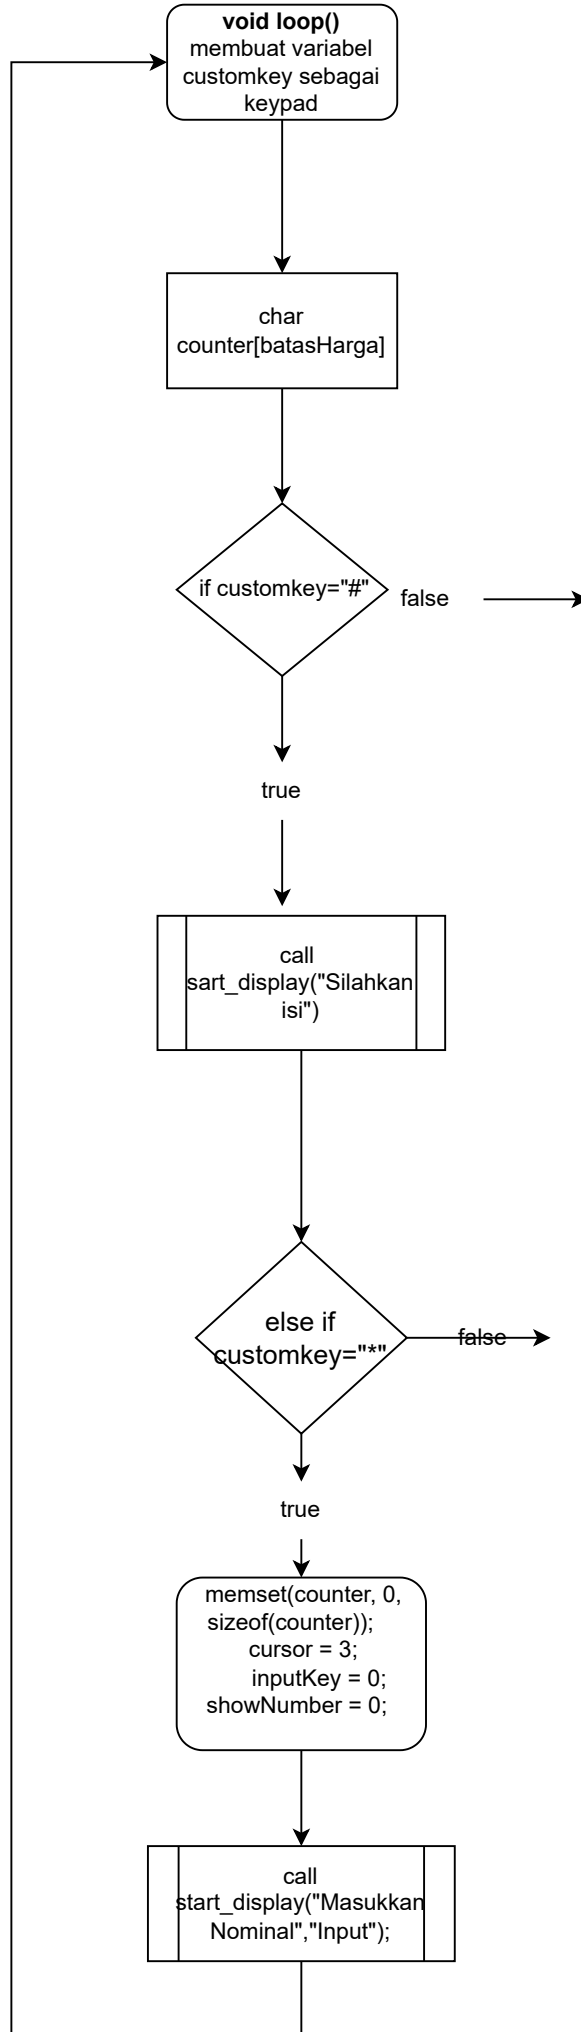 void loop()
membuat variabel
customkey sebagai
keypad
char
counter[batasHarga]
if customkey="#"
false
true
call
sart_display("Silahkan
isi")
else if
customkey="*"
false
true
memset(counter, 0,
sizeof(counter));
cursor = 3;
inputKey = 0;
showNumber = 0;
call
start_display("Masukkan
Nominal","Input");